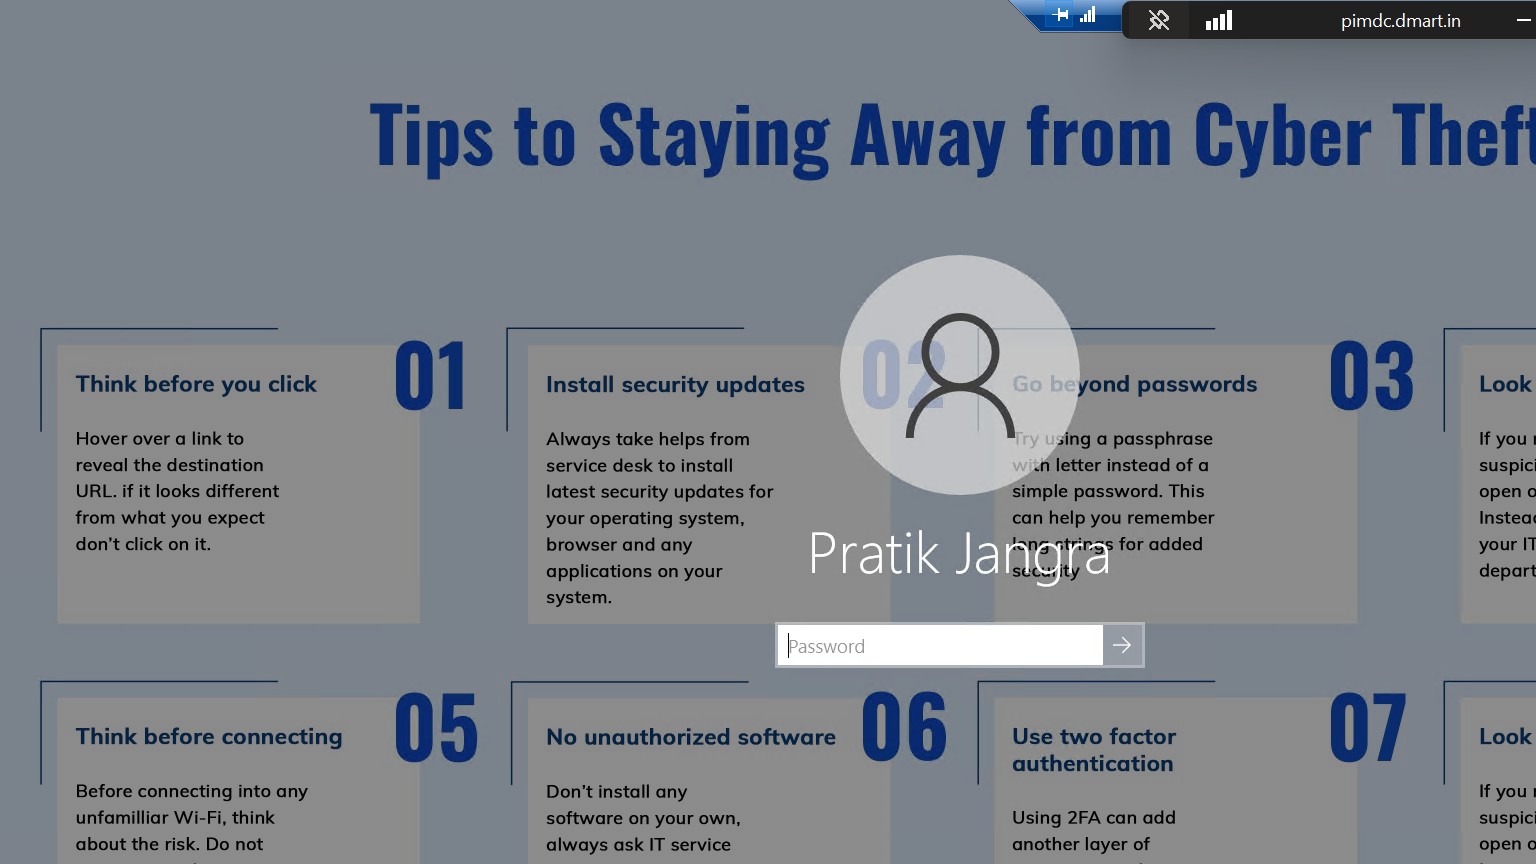 pimdc.dmart.in
Tips to Staying Away from Cyber Theft
01
Think before you click
Hover over a link to
reveal the destination
URL. if it looks different
from what you expect
don't click on it.
02
Install security updates
Always take helps from
service desk to install
latest security updates for
your operating system,
browser and any
applications on your
system.
03
Go beyond passwords
Try using a passphrase
with letter instead of a
simple password. This
can help you remember
long strings for added
security
Look
If you
suspici
open o
Instead
your IT
depart
Pratik Jangra
Password
05
Think before connecting
Before connecting into any
unfamilliar Wi-Fi, think
about the risk. Do not
06
No unauthorized software
Don't install any
software on your own,
always ask IT service
07
Use two factor
authentication
Using 2FA can add
another layer of
Look
If you
suspici
open o